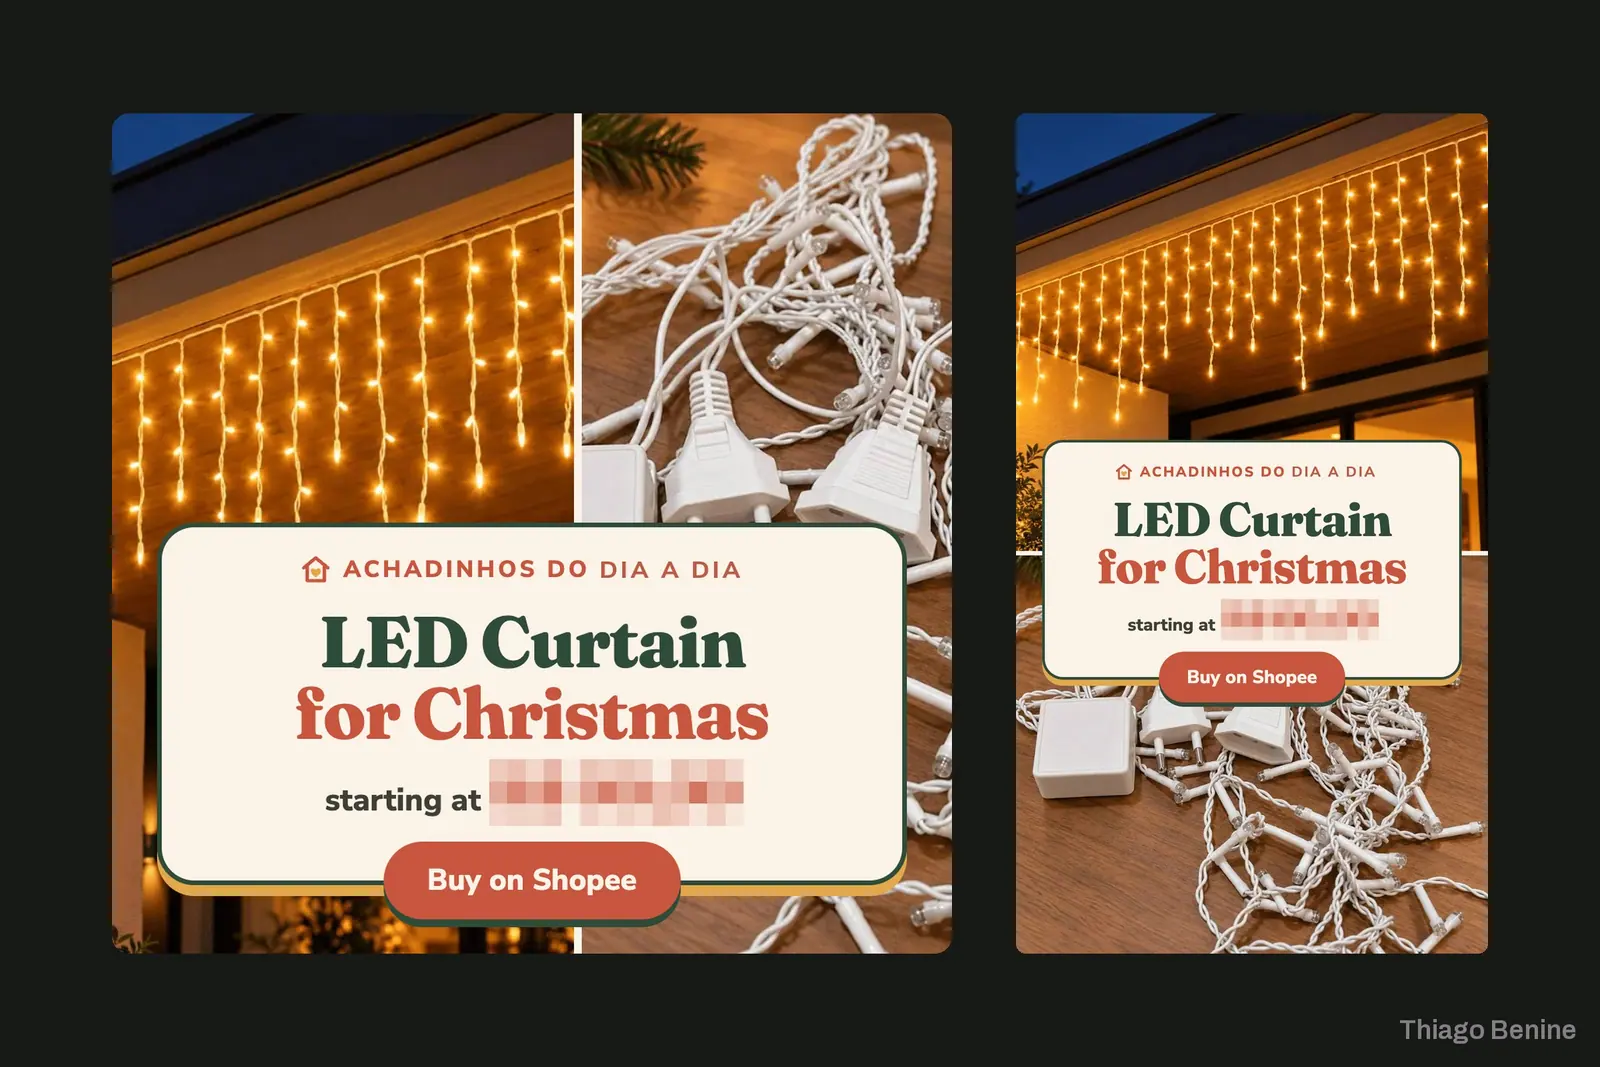 ACHADINHOS DO DIA A DIA
LED Curtain
for Christmas
starting at
Buy on Shopee
ACHADINHOS DO DIA A DIA
LED Curtain
for Christmas
starting at
Buy on Shopee
Thiago Benine